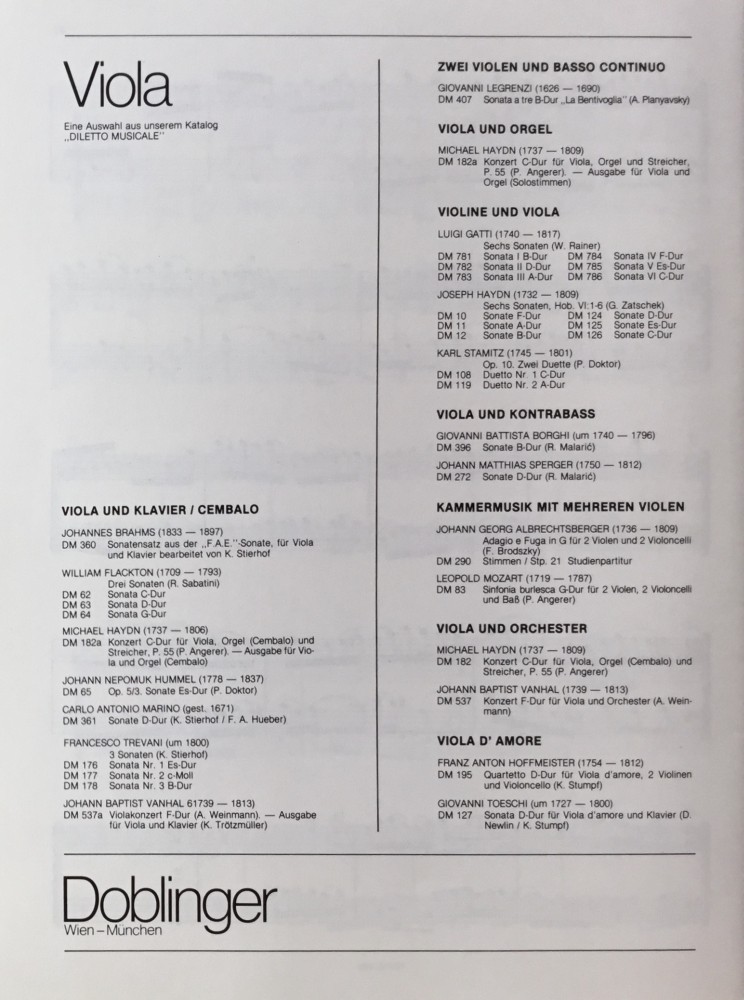 Viola
Eine Auswahl aus unserem Katalog
„DILETTO MUSICALE"
VIOLA UND KLAVIER / CEMBALO
JOHANNES BRAHMS (1833 — 1897)
DM 360 Sonatensatz aus der „F.A.E."-Sonate, für Viola
und Klavier bearbeitet von K. Stierhof
WILLIAM FLACKTON (1709 — 1793)
Drei Sonaten (R. Sabatini)
DM 62 Sonata C-Dur
DM 63 Sonata D-Dur
DM 64 Sonata G-Dur
MICHAEL HAYDN (1737 — 1806)
DM 182a Konzert C-Dur für Viola, Orgel (Cembalo) und
Streicher, P. 55 (P. Angerer). — Ausgabe für Vio-
la und Orgel (Cembalo)
JOHANN NEPOMUK HUMMEL (1778 — 1837)
DM 65 Op. 5/3. Sonate Es-Dur (P. Doktor)
CARLO ANTONIO MARINO (gest. 1671)
DM 361 Sonate D-Dur (K. Stierhof / F. A. Hueber)
FRANCESCO TREVANI (um 1800)
3 Sonaten (K. Stierhof)
DM 176 Sonata Nr. 1 Es-Dur
DM 177 Sonata Nr. 2 c-Moll
DM 178 Sonata Nr. 3 B-Dur
JOHANN BAPTIST VANHAL 61739 — 1813)
DM 537a Violakonzert F-Dur (A. Weinmann). — Ausgabe
für Viola und Klavier (K. Trötzmüller)
ZWEI VIOLEN UND BASSO CONTINUO
GIOVANNI LEGRENZI (1626 — 1690)
DM 407 Sonata a tre B-Dur „La Bentivoglia" (A. Planyavsky)
VIOLA UND ORGEL
MICHAEL HAYDN (1737 — 1809)
DM 182a Konzert C-Dur für Viola, Orgel und Streicher,
P. 55 (P. Angerer). — Ausgabe für Viola und
Orgel (Solostimmen)
VIOLINE UND VIOLA
LUIGI GATTI (1740 — 1817)
Sechs Sonaten (W. Rainer)
DM 781 Sonata I B-Dur DM 784 Sonata IV F-Dur
DM 782 Sonata II D-Dur DM 785 Sonata V Es-Dur
DM 783 Sonata III A-Dur DM 786 Sonata VI C-Dur
JOSEPH HAYDN (1732 — 1809)
Sechs Sonaten, Hob. VI:1-6 (G. Zatschek)
DM 10 Sonate F-Dur DM 124 Sonate D-Dur
DM 11 Sonate A-Dur DM 125 Sonate Es-Dur
DM 12 Sonate B-Dur DM 126 Sonate C-Dur
KARL STAMITZ (1745 — 1801)
Op. 10. Zwei Duette (P. Doktor)
DM 108 Duetto Nr. 1 C-Dur
DM 119 Duetto Nr. 2 A-Dur
VIOLA UND KONTRABASS
GIOVANNI BATTISTA BORGHI (um 1740 — 1796)
DM 396 Sonate B-Dur (R. Malarić)
JOHANN MATTHIAS SPERGER (1750 — 1812)
DM 272 Sonate D-Dur (R. Malarić)
KAMMERMUSIK MIT MEHREREN VIOLEN
JOHANN GEORG ALBRECHTSBERGER (1736 — 1809)
Adagio e Fuga in G für 2 Violen und 2 Violoncelli
(F. Brodszky)
DM 290 Stimmen / Stp. 21 Studienpartitur
LEOPOLD MOZART (1719 — 1787)
DM 83 Sinfonia burlesca G-Dur für 2 Violen, 2 Violoncelli
und Baß (P. Angerer)
VIOLA UND ORCHESTER
MICHAEL HAYDN (1737 — 1809)
DM 182 Konzert C-Dur für Viola, Orgel (Cembalo) und
Streicher, P. 55 (P. Angerer)
JOHANN BAPTIST VANHAL (1739 — 1813)
DM 537 Konzert F-Dur für Viola und Orchester (A. Wein-
mann)
VIOLA D' AMORE
FRANZ ANTON HOFFMEISTER (1754 — 1812)
DM 195 Quartetto D-Dur für Viola d'amore, 2 Violinen
und Violoncello (K. Stumpf)
GIOVANNI TOESCHI (um 1727 — 1800)
DM 127 Sonata D-Dur für Viola d'amore und Klavier (D.
Newlin / K. Stumpf)
Doblinger
Wien – München